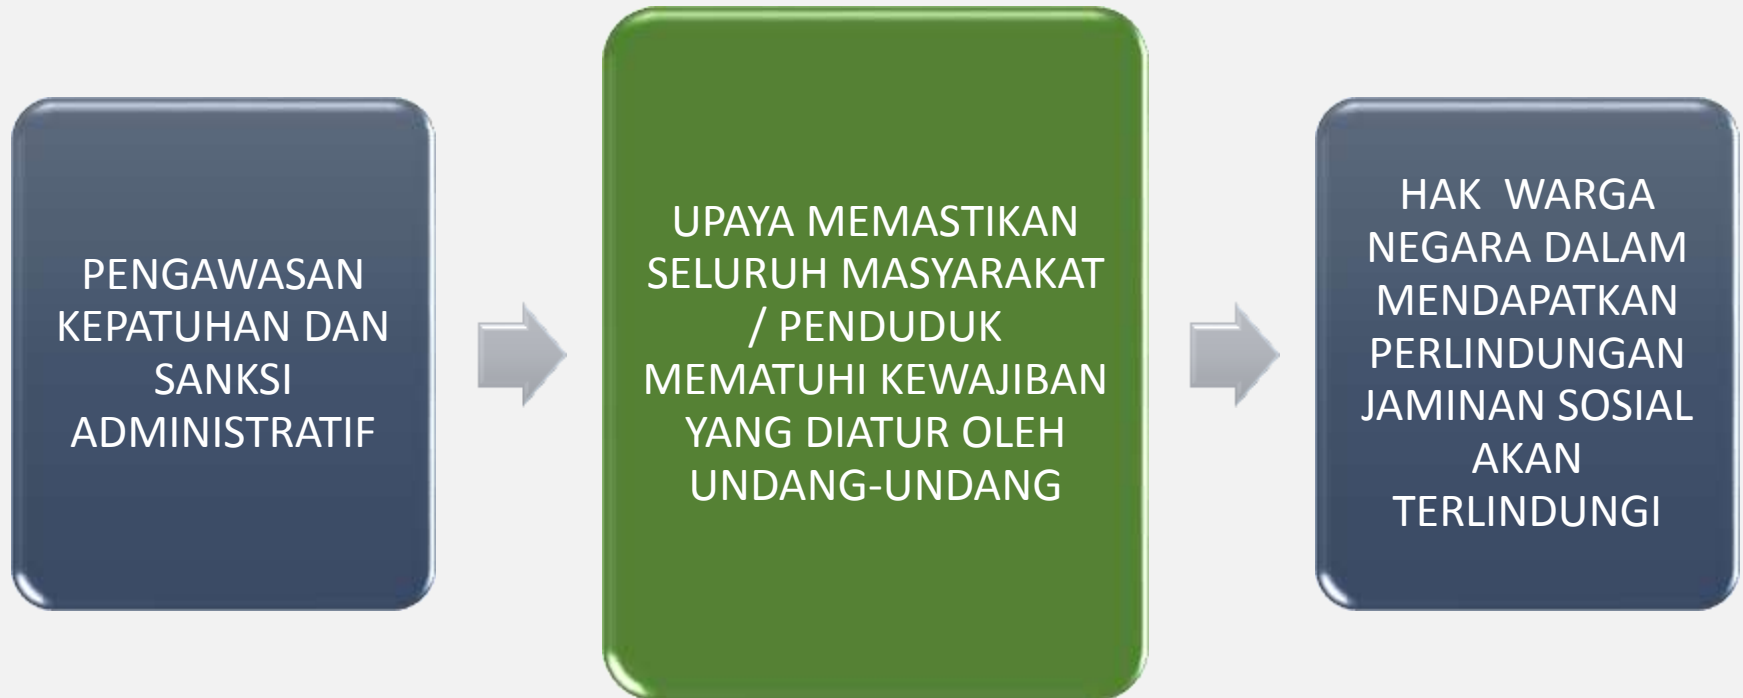 PENGAWASAN
KEPATUHAN DAN
SANKSI
ADMINISTRATIF
UPAYA MEMASTIKAN
SELURUH MASYARAKAT
/ PENDUDUK
MEMATUHI KEWAJIBAN
YANG DIATUR OLEH
UNDANG-UNDANG
HAK  WARGA
NEGARA DALAM
MENDAPATKAN
PERLINDUNGAN
JAMINAN SOSIAL
AKAN
TERLINDUNGI